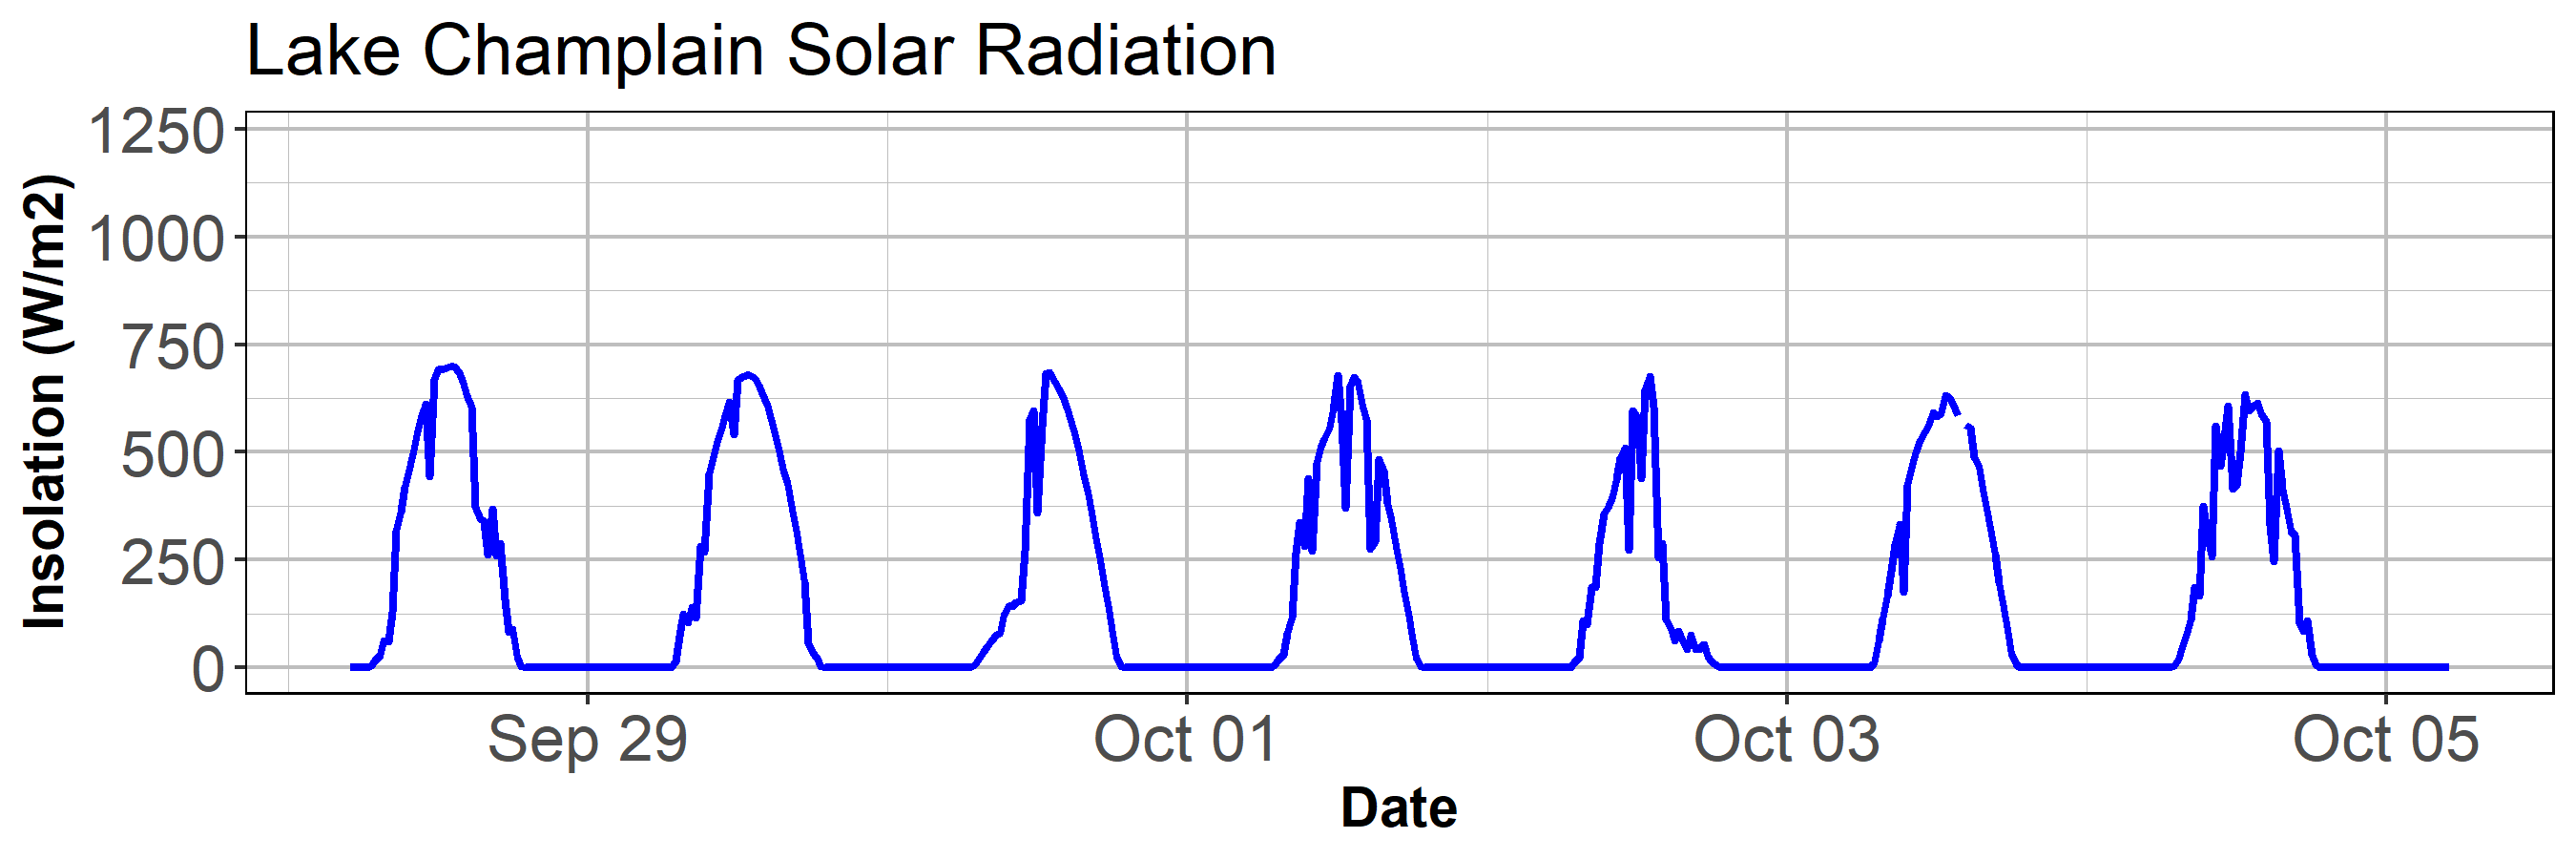 Lake Champlain Solar Radiation
Insolation (W/m2)
1250
1000
750
500
250
0
Sep 29 Oct 01 Oct 03 Oct 05
Date